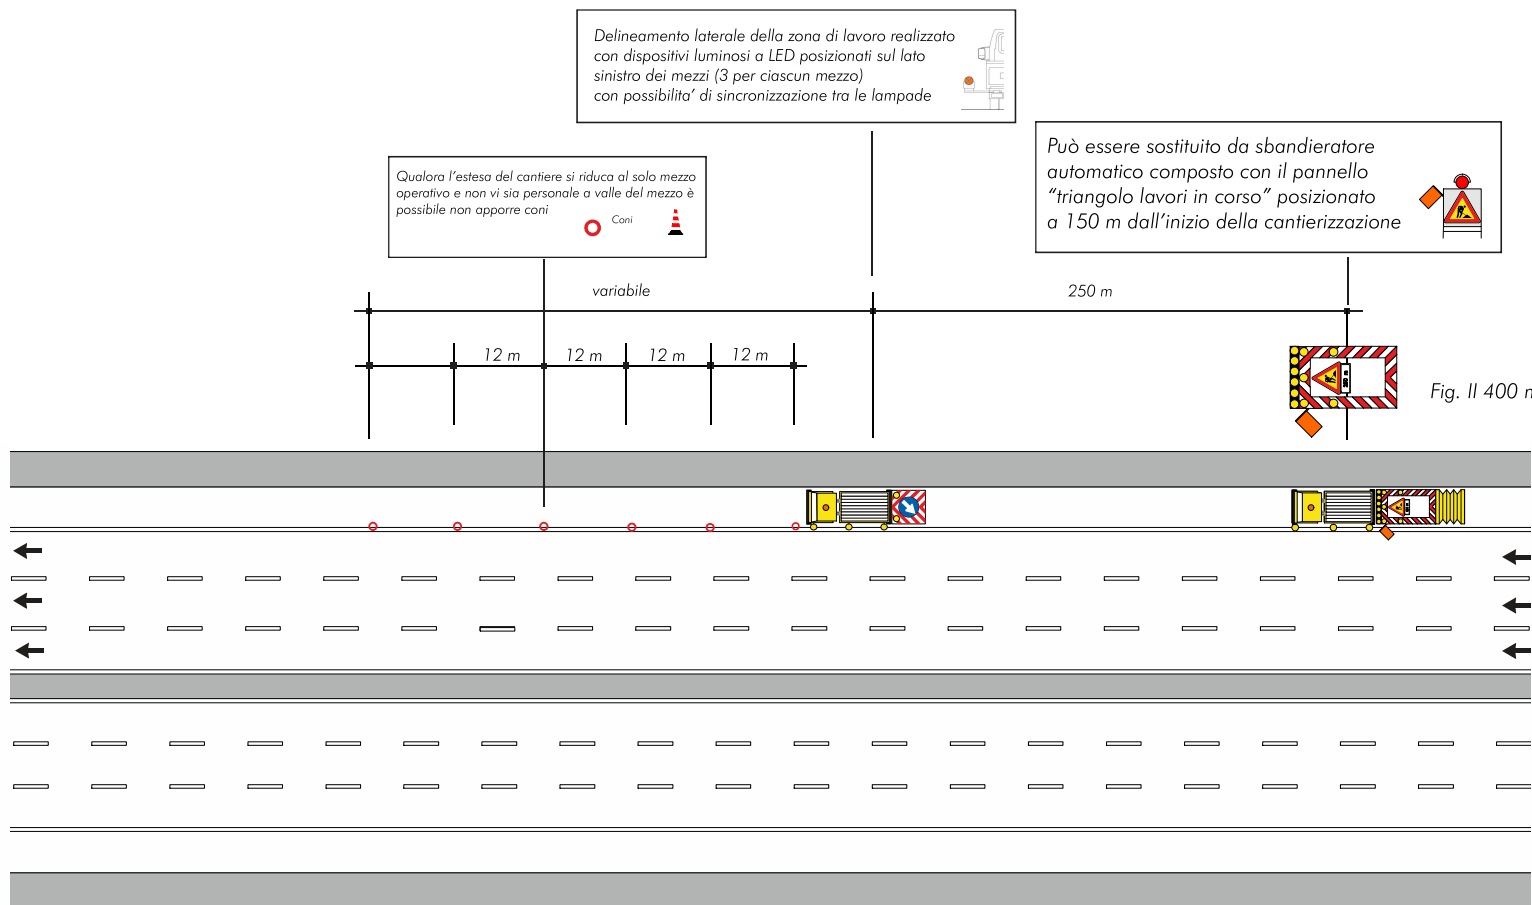 Delineamento laterale della zona di lavoro realizzato
con dispositivi luminosi a LED posizionati sul lato
sinistro dei mezzi (3 per ciascun mezzo)
con possibilita’ di sincronizzazione tra le lampade
Può essere sostituito da sbandieratore
automatico composto con il pannello
“triangolo lavori in corso” posizionato
a 150 m dall’inizio della cantierizzazione
Qualora l’estesa del cantiere si riduca al solo mezzo
operativo e non vi sia personale a valle del mezzo è
possibile non apporre coni
Coni
variabile
250 m
12 m
12 m
12 m
12 m
Fig. II 400